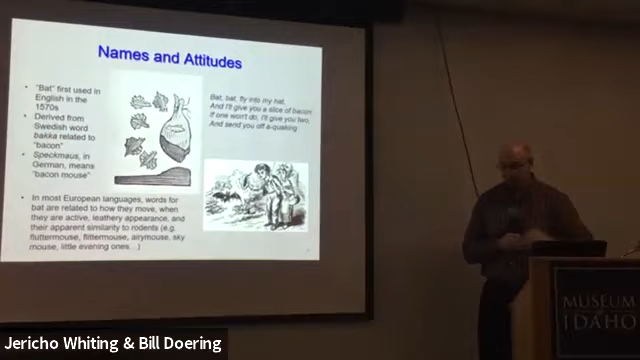 Names and Attitudes
• "Bat" first used in
English in the
1570s
• Derived from
Swedish word
bakka related to
"bacon"
• Speckmaus, in
German, means
"bacon mouse"
Bat, bat, fly into my hat,
And I'll give you a slice of bacon
If one won't do, I'll give you two,
And send you off a-quaking
• In most European languages, words for
bat are related to how they move, when
they are active, leathery appearance, and
their apparent similarity to rodents (e.g.
fluttermouse, flittermouse, airymouse, sky
mouse, little evening ones…)
MUSEUM
IDAHO
Jericho Whiting & Bill Doering